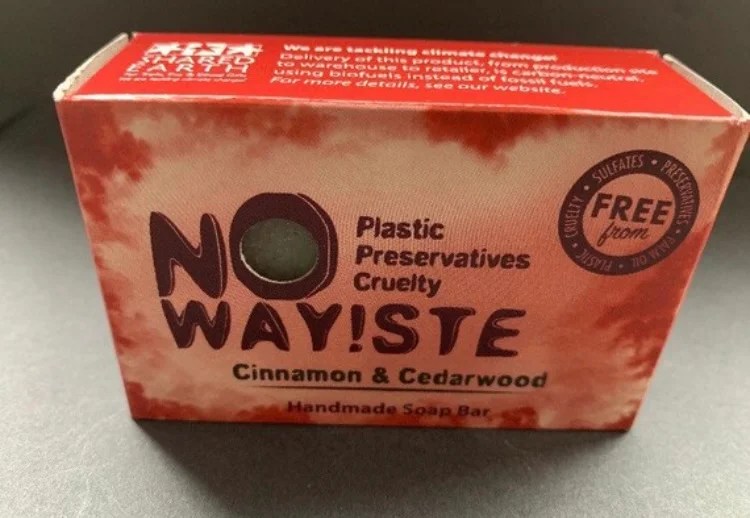 SHARED
EARTH
We are tackling climate change!
Delivery of this product, from production site
to warehouse to retailer, is carbon-neutral,
using biofuels instead of fossil fuels.
For more details, see our website.
NO
Plastic
Preservatives
Cruelty
WAY!STE
Cinnamon & Cedarwood
Handmade Soap Bar
FREE
from
CRUELTY • SULFATES • PRESERVATIVES • PALM OIL • PLASTIC •